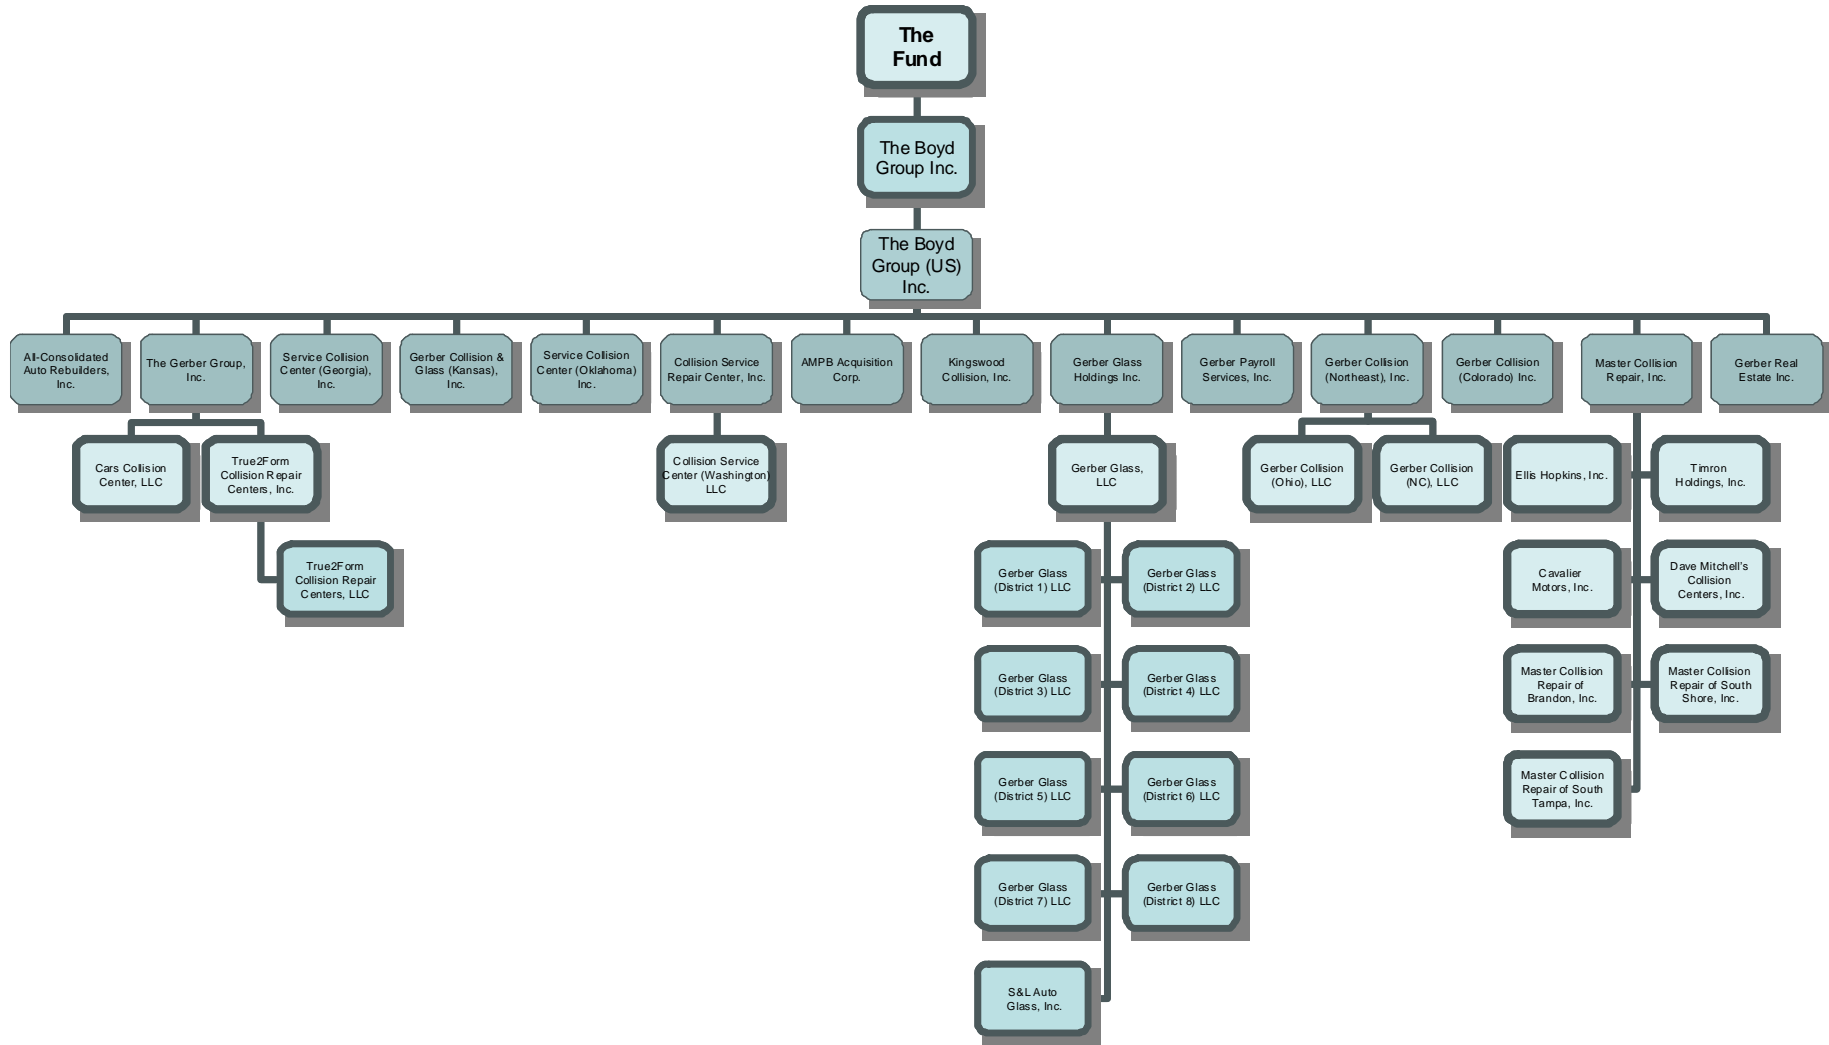 The
Fund
The Boyd
Group Inc.
The Boyd
Group (US)
Inc.
All-Consolidated
Auto Rebuilders,
Inc.
The Gerber Group,
Inc.
Service Collision
Center (Georgia),
Inc.
Gerber Collision &
Glass (Kansas),
Inc.
Service Collision
Center (Oklahoma)
Inc.
Collision Service
Repair Center, Inc.
AMPB Acquisition
Corp.
Kingswood
Collision, Inc.
Gerber Glass
Holdings Inc.
Gerber Payroll
Services, Inc.
Gerber Collision
(Northeast), Inc.
Gerber Collision
(Colorado) Inc.
Master Collision
Repair, Inc.
Gerber Real
Estate Inc.
Cars Collision
Center, LLC
True2Form
Collision Repair
Centers, Inc.
Collision Service
Center (Washington)
LLC
Gerber Glass,
LLC
Gerber Collision
(Ohio), LLC
Gerber Collision
(NC), LLC
Ellis Hopkins, Inc.
Timron
Holdings, Inc.
True2Form
Collision Repair
Centers, LLC
Gerber Glass
(District 1) LLC
Gerber Glass
(District 2) LLC
Cavalier
Motors, Inc.
Dave Mitchell's
Collision
Centers, Inc.
Gerber Glass
(District 3) LLC
Gerber Glass
(District 4) LLC
Master Collision
Repair of
Brandon, Inc.
Master Collision
Repair of South
Shore, Inc.
Gerber Glass
(District 5) LLC
Gerber Glass
(District 6) LLC
Master Collision
Repair of South
Tampa, Inc.
Gerber Glass
(District 7) LLC
Gerber Glass
(District 8) LLC
S&L Auto
Glass, Inc.